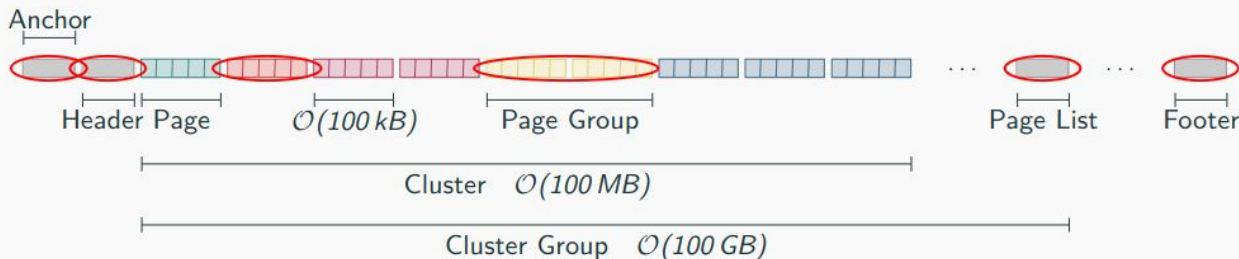 Anchor
... ...
Header Page O(100 kB) Page Group Page List Footer
Cluster O(100 MB)
Cluster Group O(100 GB)